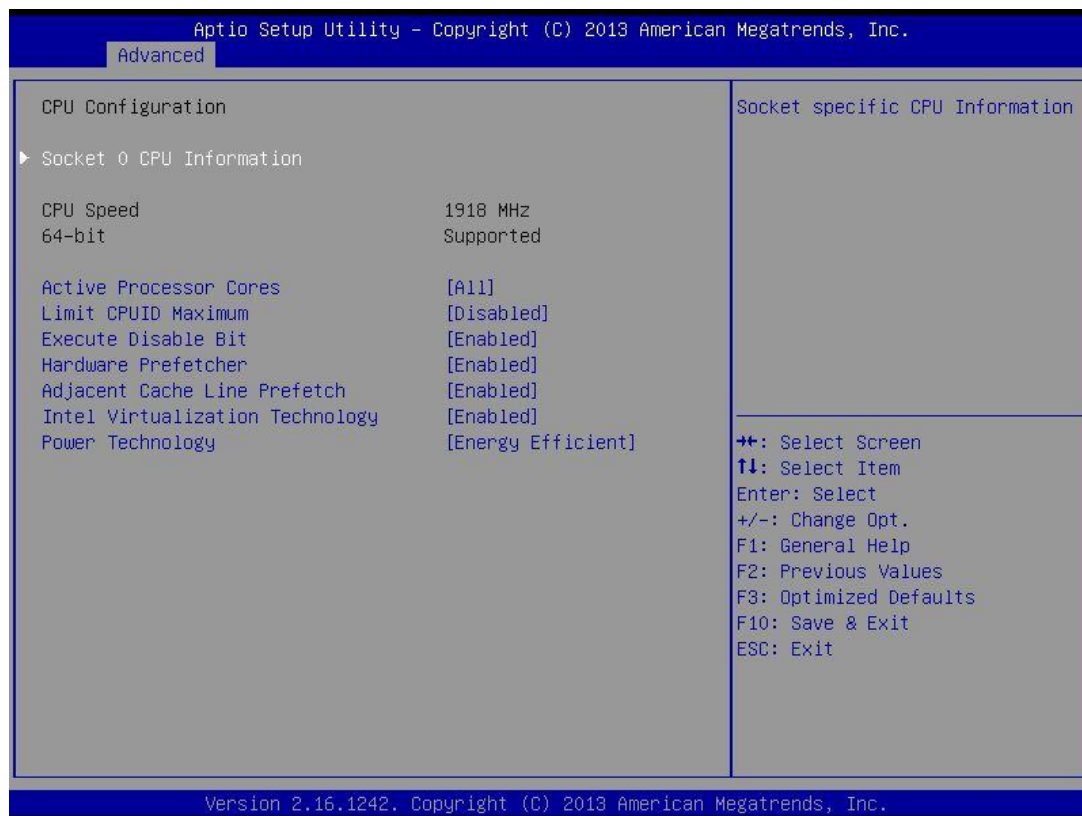 Aptio Setup Utility – Copyright (C) 2013 American Megatrends, Inc.
Advanced
CPU Configuration
Socket 0 CPU Information
CPU Speed 1918 MHz
64-bit Supported
Active Processor Cores [All]
Limit CPUID Maximum [Disabled]
Execute Disable Bit [Enabled]
Hardware Prefetcher [Enabled]
Adjacent Cache Line Prefetch [Enabled]
Intel Virtualization Technology [Enabled]
Power Technology [Energy Efficient]
Socket specific CPU Information
→←: Select Screen
↑↓: Select Item
Enter: Select
+/-: Change Opt.
F1: General Help
F2: Previous Values
F3: Optimized Defaults
F10: Save & Exit
ESC: Exit
Version 2.16.1242. Copyright (C) 2013 American Megatrends, Inc.